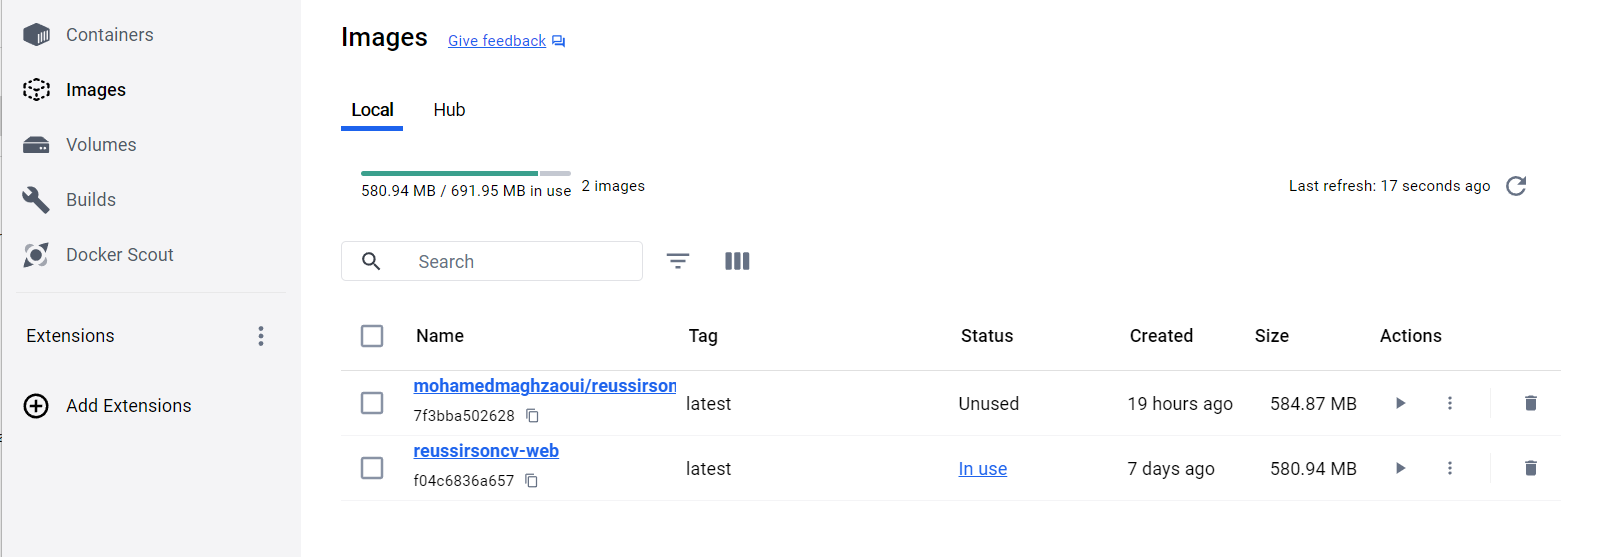 Containers
Images
Volumes
Builds
Docker Scout
Extensions
Add Extensions
Images Give feedback
Local Hub
580.94 MB / 691.95 MB in use 2 images
Last refresh: 17 seconds ago
Search
Name Tag Status Created Size Actions
mohamedmaghzaoui/reussirson
latest Unused 19 hours ago 584.87 MB
7f3bba502628
reussirsoncv-web
latest In use 7 days ago 580.94 MB
f04c6836a657